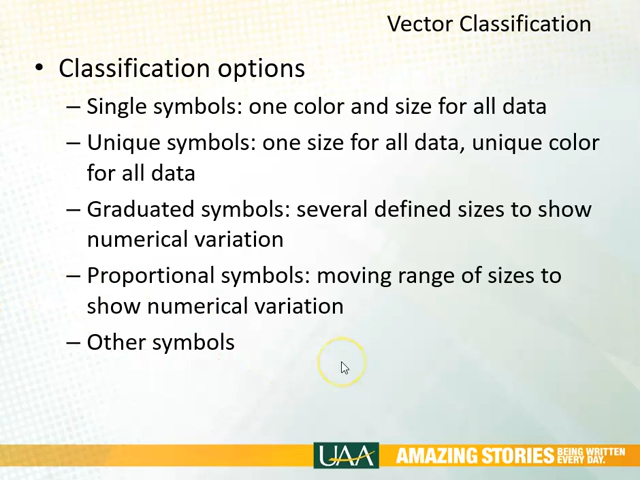 Vector Classification
• Classification options
– Single symbols: one color and size for all data
– Unique symbols: one size for all data, unique color
for all data
– Graduated symbols: several defined sizes to show
numerical variation
– Proportional symbols: moving range of sizes to
show numerical variation
– Other symbols
UAA AMAZING STORIES BEING WRITTEN
EVERY DAY.